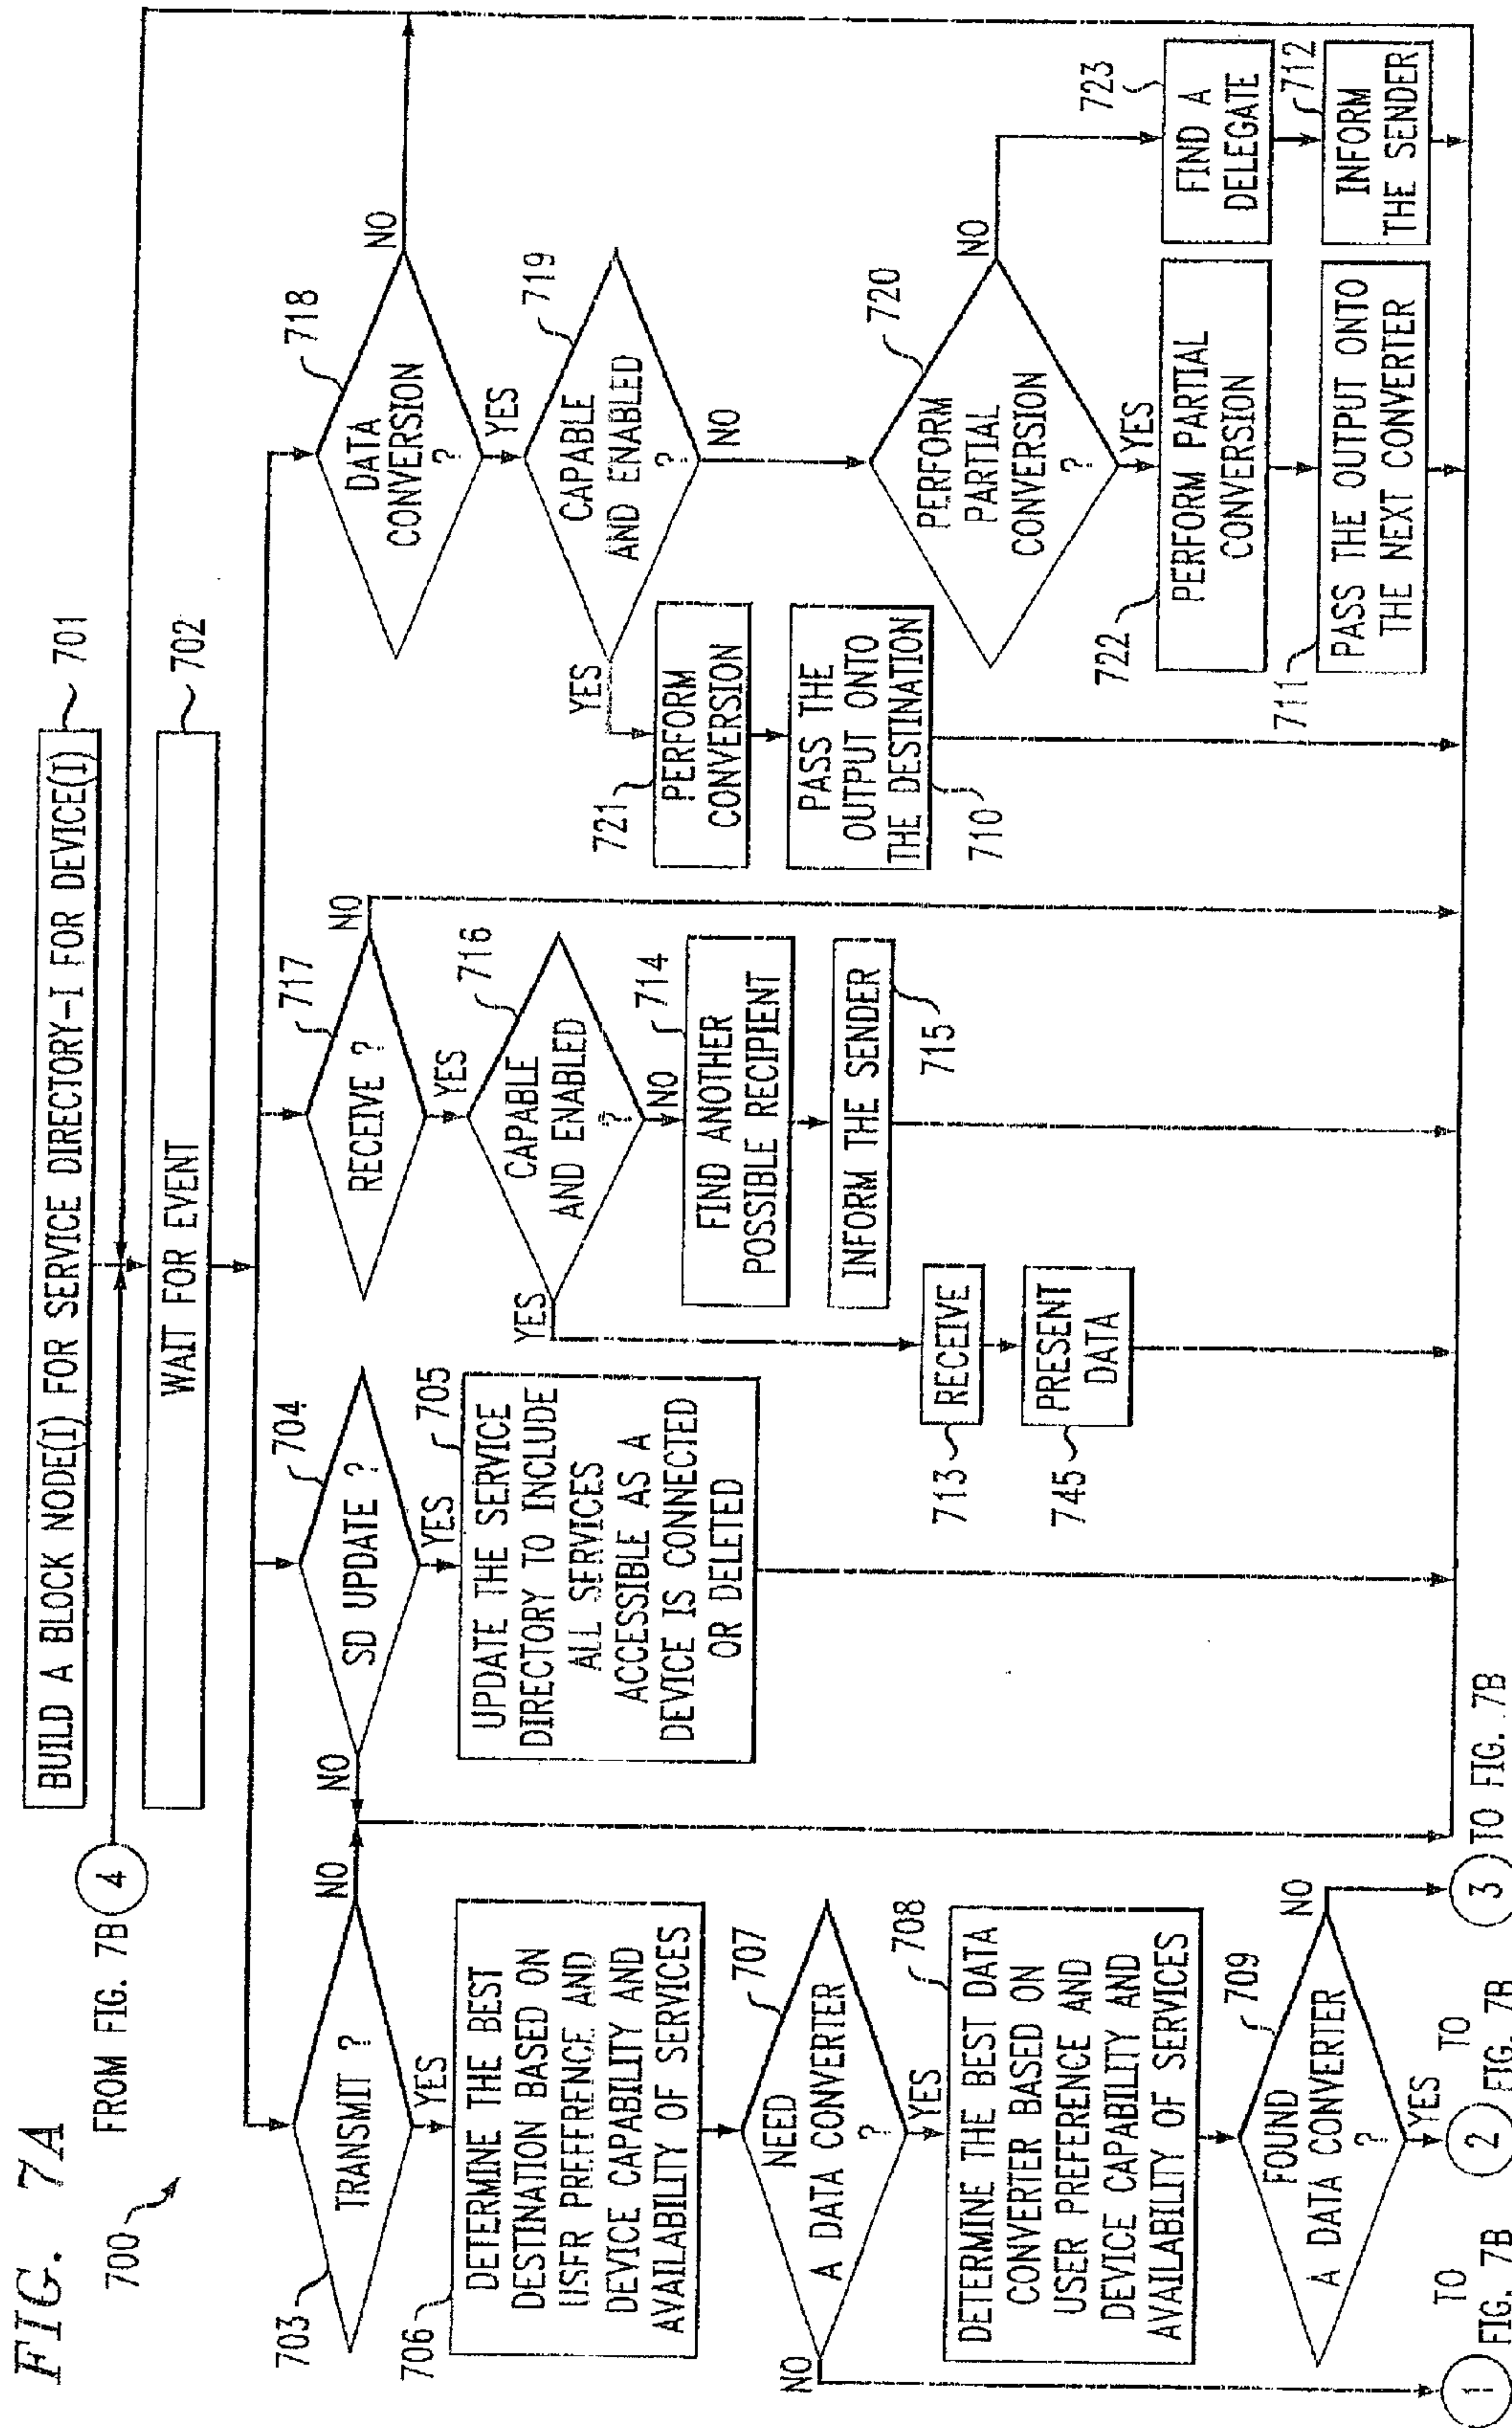 FIG. 7A
700
FROM FIG. 7B 4
BUILD A BLOCK NODE(I) FOR SERVICE DIRECTORY-I FOR DEVICE(I)
701
WAIT FOR EVENT
702
703
TRANSMIT ?
NO
YES
706
DETERMINE THE BEST
DESTINATION BASED ON
USER PREFERENCE AND
DEVICE CAPABILITY AND
AVAILABILITY OF SERVICES
707
NEED
A DATA CONVERTER
?
NO
YES
708
DETERMINE THE BEST DATA
CONVERTER BASED ON
USER PREFERENCE AND
DEVICE CAPABILITY AND
AVAILABILITY OF SERVICES
709
FOUND
A DATA CONVERTER
?
NO
YES
1
TO
FIG. 7B
2
TO
FIG. 7B
3 TO FIG. 7B
704
SD UPDATE ?
NO
YES
705
UPDATE THE SERVICE
DIRECTORY TO INCLUDE
ALL SERVICES
ACCESSIBLE AS A
DEVICE IS CONNECTED
OR DELETED
717
RECEIVE ?
NO
YES
716
CAPABLE
AND ENABLED
?
YES
NO
714
FIND ANOTHER
POSSIBLE RECIPIENT
INFORM THE SENDER
715
713
RECEIVE
745
PRESENT
DATA
718
DATA
CONVERSION
?
NO
YES
719
CAPABLE
AND ENABLED
?
YES
NO
721
PERFORM
CONVERSION
PASS THE
OUTPUT ONTO
THE DESTINATION
710
720
PERFORM
PARTIAL
CONVERSION
?
NO
YES
722
PERFORM PARTIAL
CONVERSION
711
PASS THE OUTPUT ONTO
THE NEXT CONVERTER
723
FIND A
DELEGATE
712
INFORM
THE SENDER